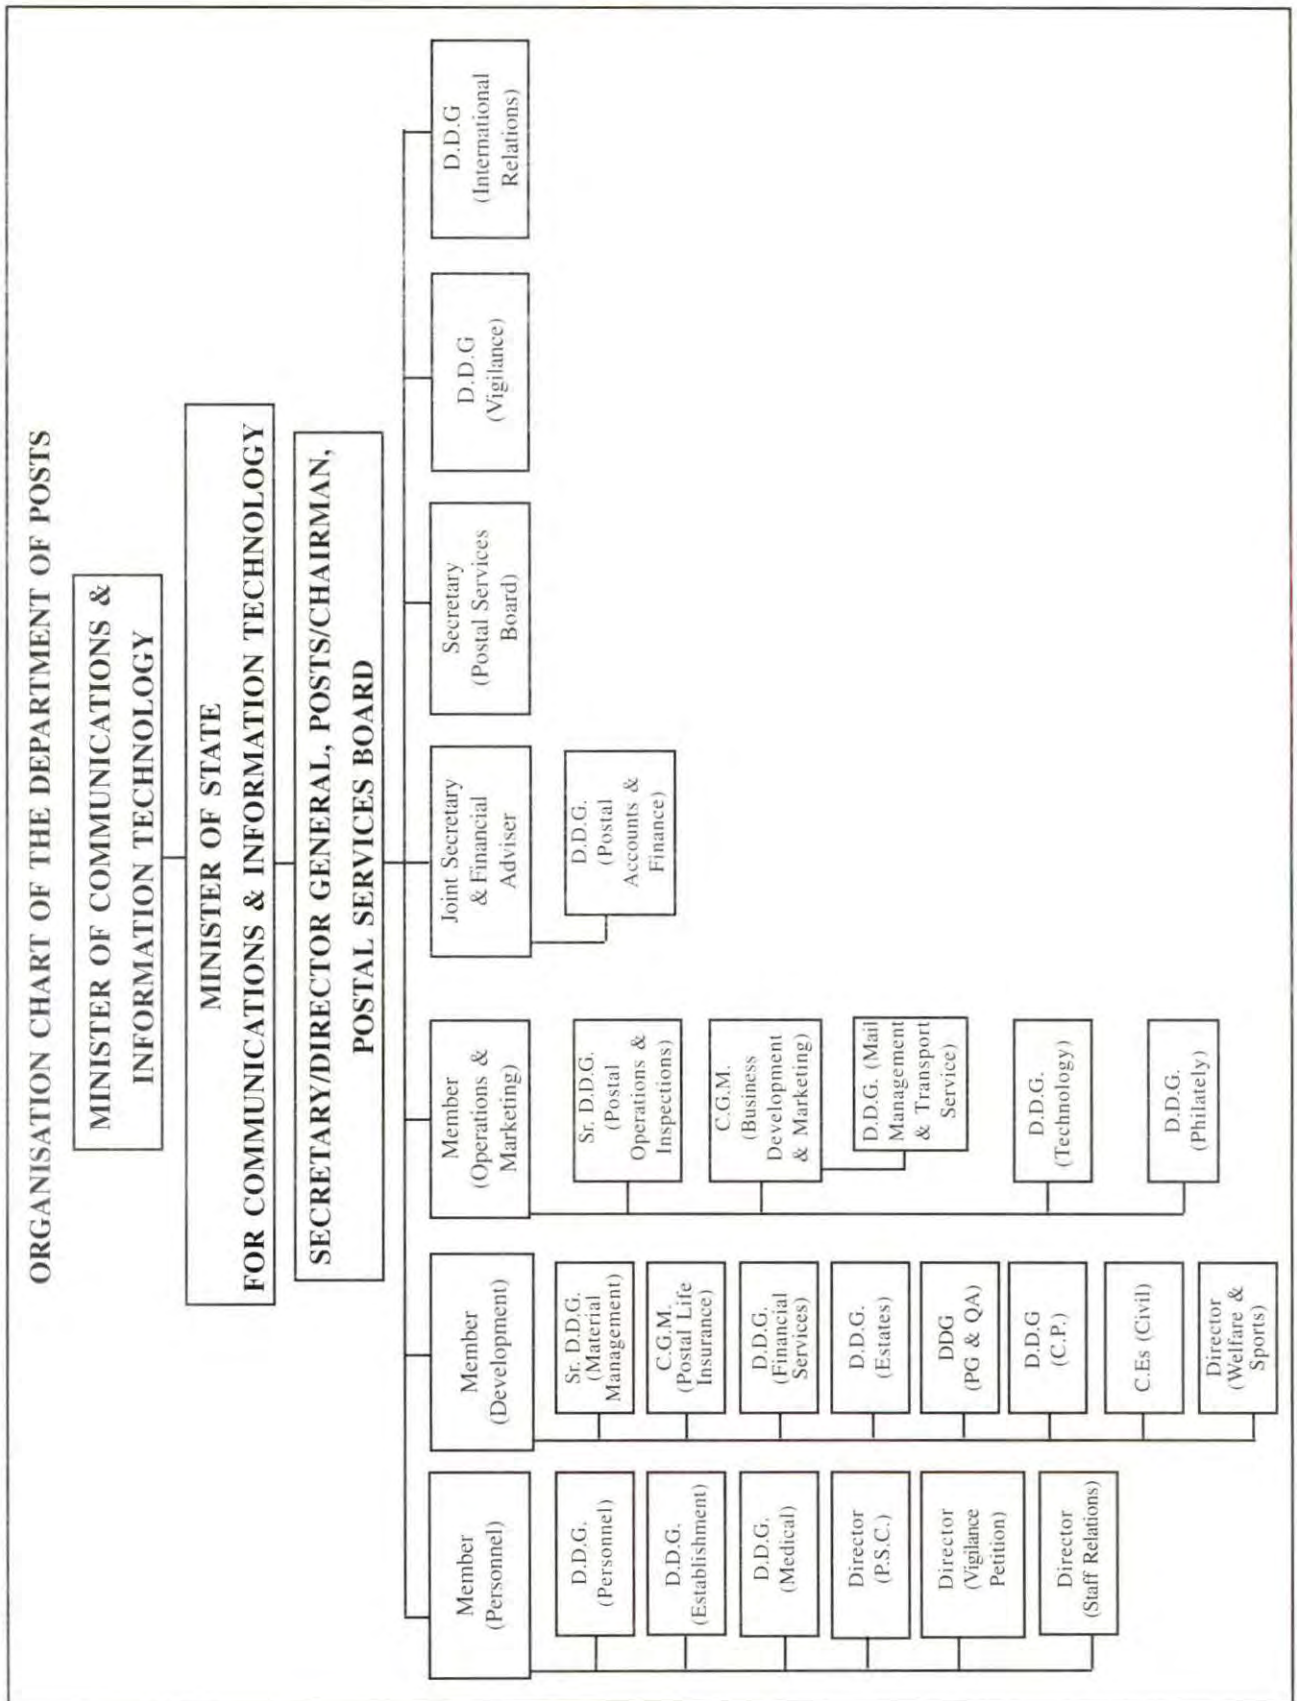 ORGANISATION CHART OF THE DEPARTMENT OF POSTS
MINISTER OF COMMUNICATIONS &
INFORMATION TECHNOLOGY
MINISTER OF STATE
FOR COMMUNICATIONS & INFORMATION TECHNOLOGY
SECRETARY/DIRECTOR GENERAL, POSTS/CHAIRMAN,
POSTAL SERVICES BOARD
Member
(Personnel)
D.D.G.
(Personnel)
D.D.G.
(Establishment)
D.D.G.
(Medical)
Director
(P.S.C.)
Director
(Vigilance
Petition)
Director
(Staff Relations)
Member
(Development)
Sr. D.D.G.
(Material
Management)
C.G.M.
(Postal Life
Insurance)
D.D.G.
(Financial
Services)
D.D.G.
(Estates)
DDG
(PG & QA)
D.D.G
(C.P.)
C.Es (Civil)
Director
(Welfare &
Sports)
Member
(Operations &
Marketing)
Sr. D.D.G.
(Postal
Operations &
Inspections)
C.G.M.
(Business
Development
& Marketing)
D.D.G. (Mail
Management
& Transport
Service)
D.D.G.
(Technology)
D.D.G.
(Philately)
Joint Secretary
& Financial
Adviser
D.D.G.
(Postal
Accounts &
Finance)
Secretary
(Postal Services
Board)
D.D.G
(Vigilance)
D.D.G
(International
Relations)